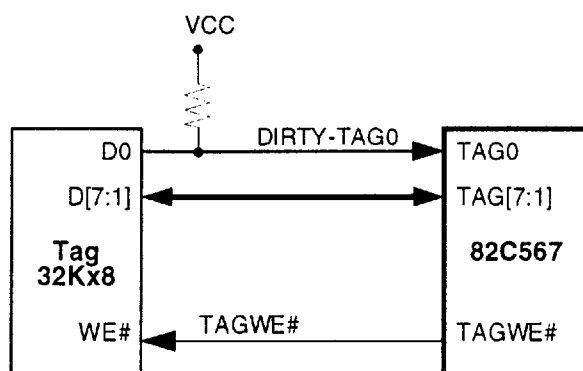 VCC
DIRTY-TAG0
D0
TAG0
D[7:1]
TAG[7:1]
Tag
32Kx8
82C567
WE#
TAGWE#
TAGWE#